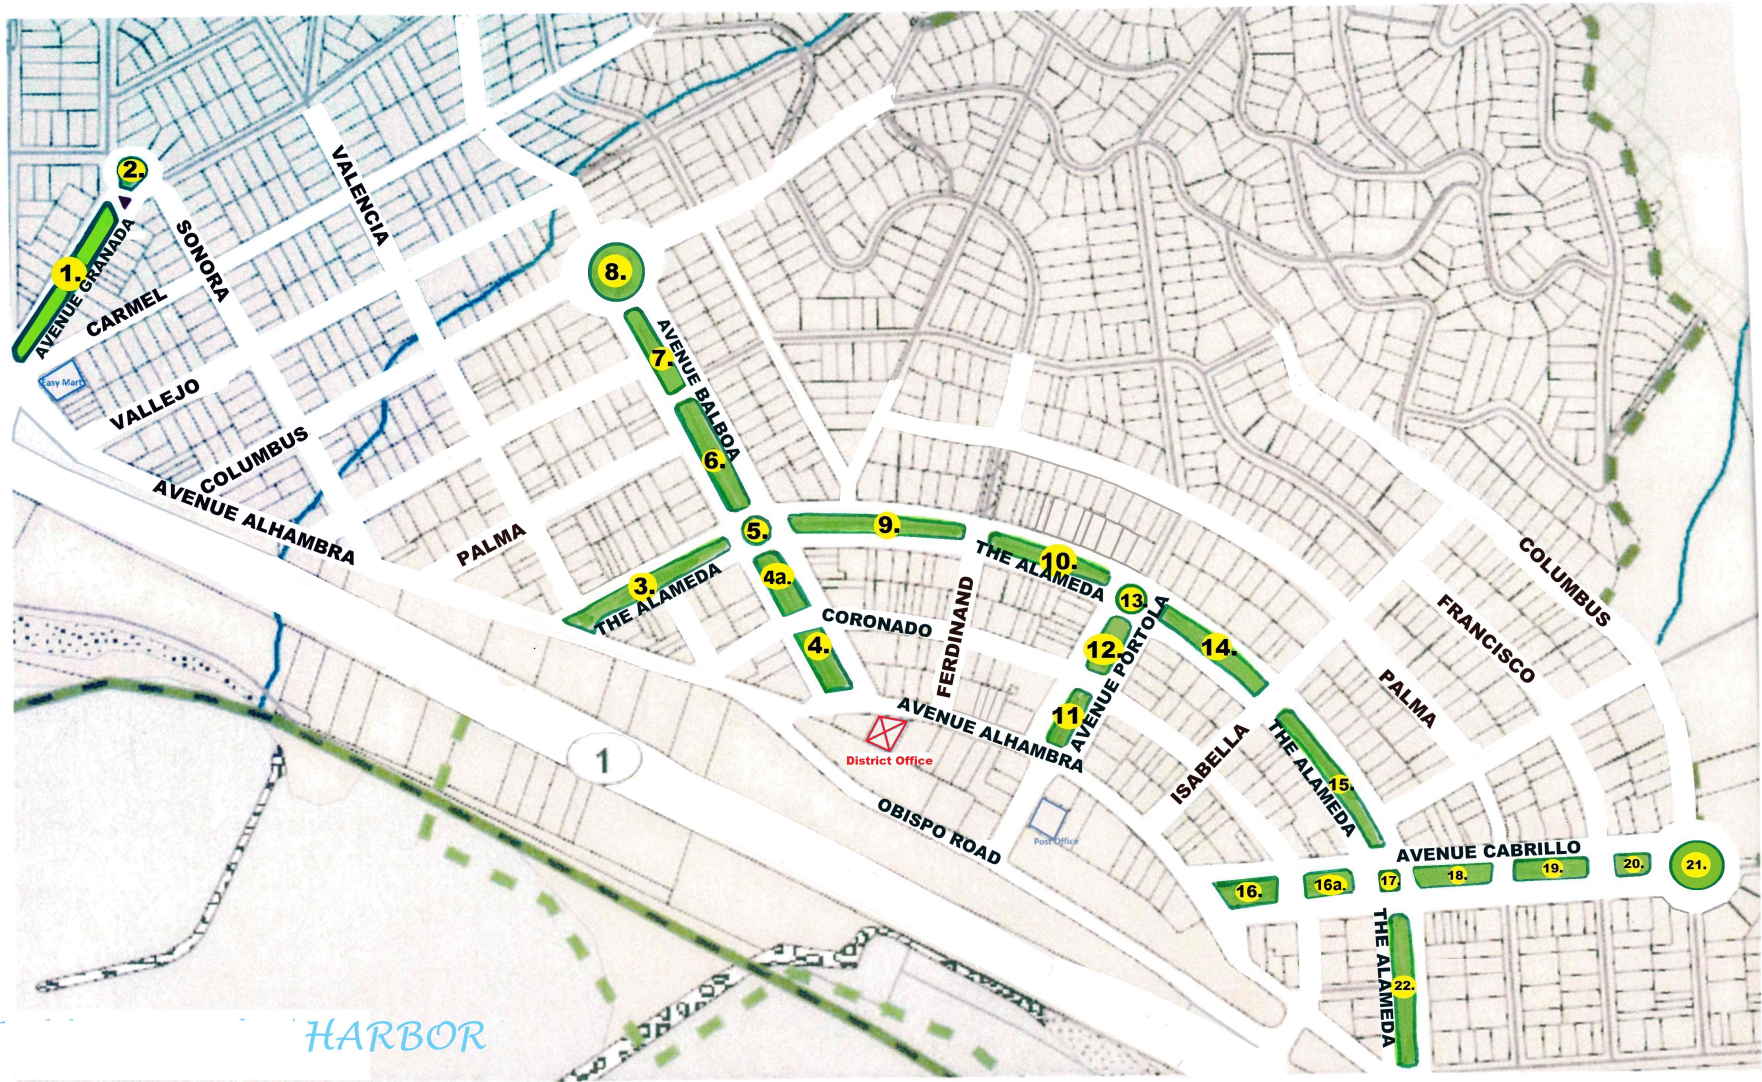 2.
VALENCIA
SONORA
1.
AVENUE GRANADA
CARMEL
Easy Mart
VALLEJO
COLUMBUS
AVENUE ALHAMBRA
PALMA
8.
7.
AVENUE BALBOA
6.
5.
9.
3.
THE ALAMEDA
4a.
4.
CORONADO
FERDINAND
10.
THE ALAMEDA
13.
12.
AVENUE PORTOLA
11
14.
AVENUE ALHAMBRA
District Office
1
OBISPO ROAD
Post Office
ISABELLA
THE ALAMEDA
15.
PALMA
FRANCISCO
COLUMBUS
AVENUE CABRILLO
16.
16a.
17.
18.
19.
20.
21.
THE ALAMEDA
22.
HARBOR